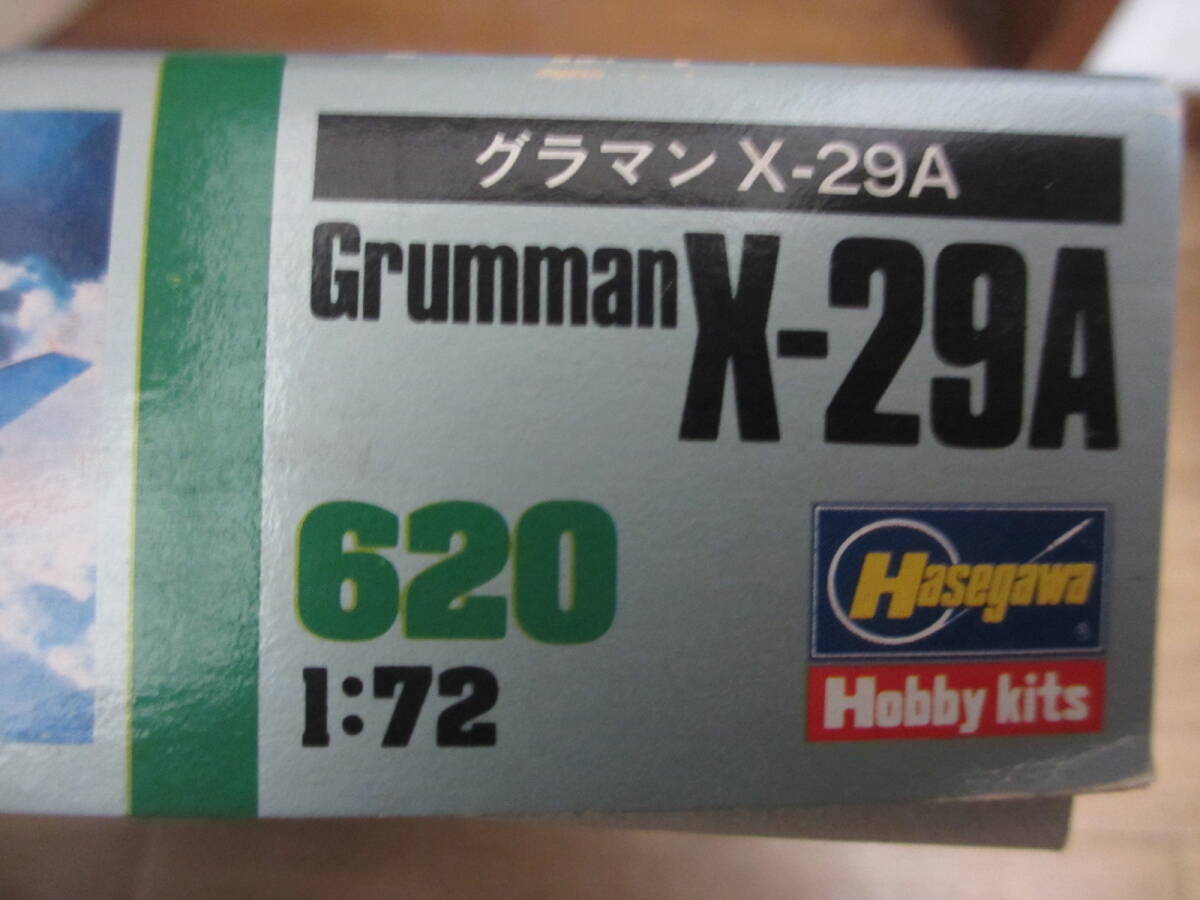 グラマン X-29A
Grumman X-29A
620
1:72
Hasegawa
®
Hobby kits